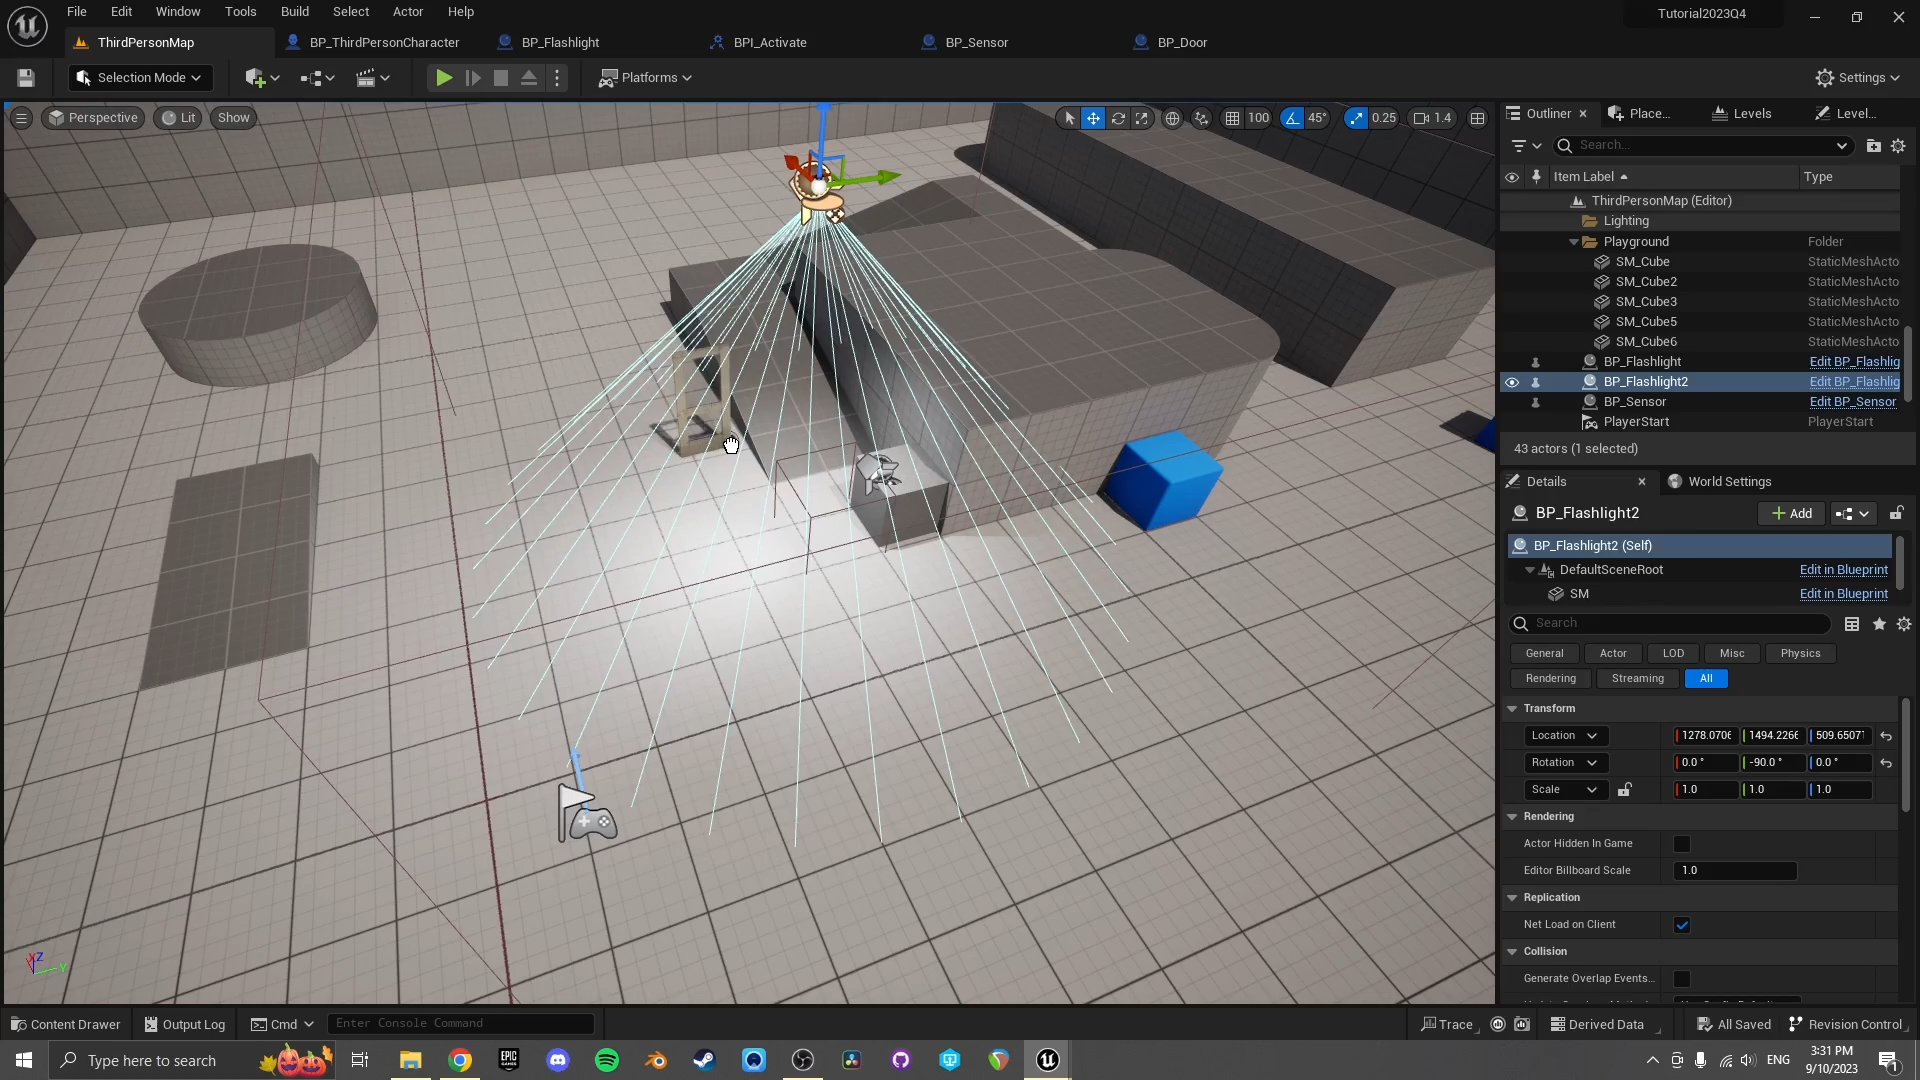 File Edit Window Tools Build Select Actor Help
Tutorial2023Q4
ThirdPersonMap BP_ThirdPersonCharacter BP_Flashlight BPI_Activate BP_Sensor BP_Door
Selection Mode Platforms Settings
Perspective Lit Show 100 45° 0.25 1.4
Outliner Place... Levels Level...
Search...
Item Label Type
ThirdPersonMap (Editor)
Lighting
Playground Folder
SM_Cube StaticMeshActo
SM_Cube2 StaticMeshActo
SM_Cube3 StaticMeshActo
SM_Cube5 StaticMeshActo
SM_Cube6 StaticMeshActo
BP_Flashlight Edit BP_Flashlig
BP_Flashlight2 Edit BP_Flashlig
BP_Sensor Edit BP_Sensor
PlayerStart PlayerStart
43 actors (1 selected)
Details World Settings
BP_Flashlight2 Add
BP_Flashlight2 (Self)
DefaultSceneRoot Edit in Blueprint
SM Edit in Blueprint
Search
General Actor LOD Misc Physics
Rendering Streaming All
Transform
Location 1278.0706 1494.2266 509.65071
Rotation 0.0 ° -90.0 ° 0.0 °
Scale 1.0 1.0 1.0
Rendering
Actor Hidden In Game
Editor Billboard Scale 1.0
Replication
Net Load on Client
Collision
Generate Overlap Events...
Z
Y
Content Drawer Output Log Cmd Enter Console Command Trace Derived Data All Saved Revision Control
Type here to search EPIC GAMES ENG 3:31 PM
9/10/2023 1